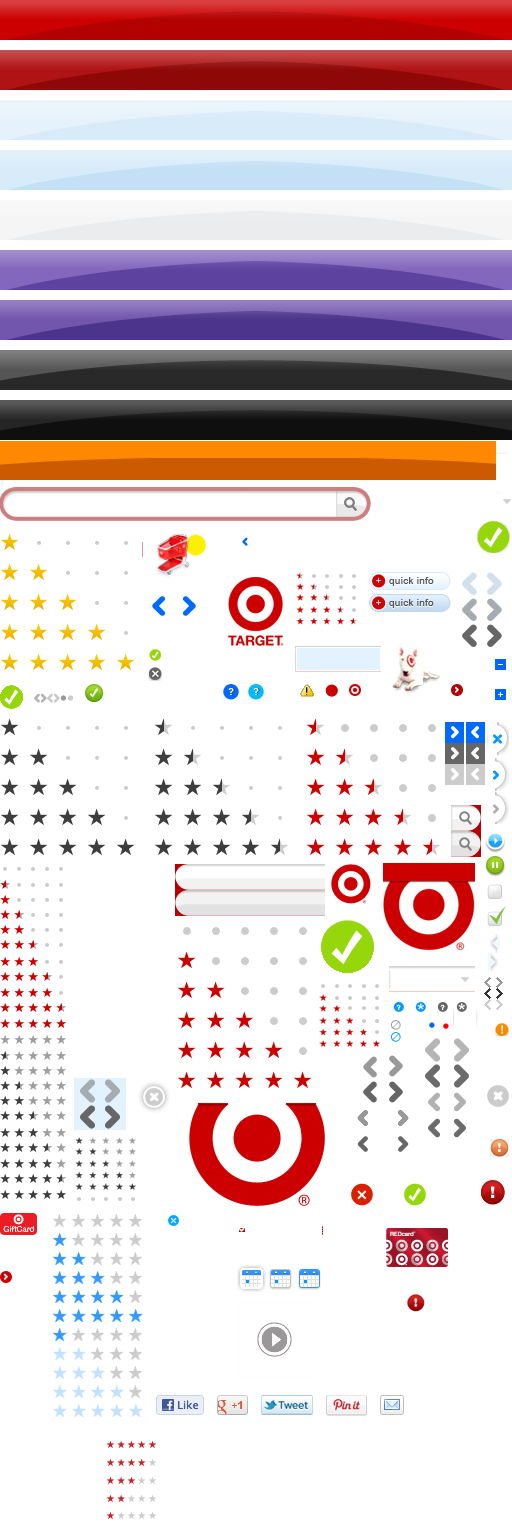 quick info
quick info
TARGET.
®
®
GiftCard
REDcard
Like
g +1
Tweet
Pin it